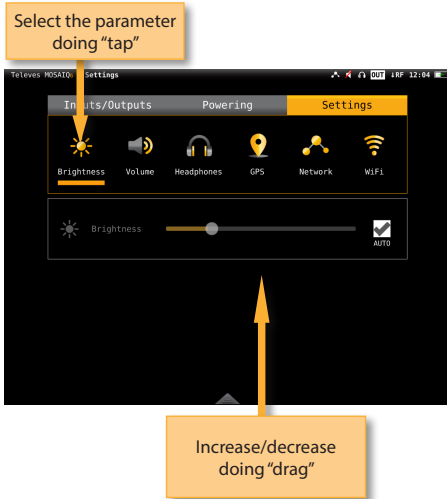 Select the parameter
doing “tap”
Televes MOSAIQ6 Settings OUT ↓RF 12:04
Inputs/Outputs Powering Settings
Brightness Volume Headphones GPS Network WiFi
Brightness
AUTO
Increase/decrease
doing “drag”